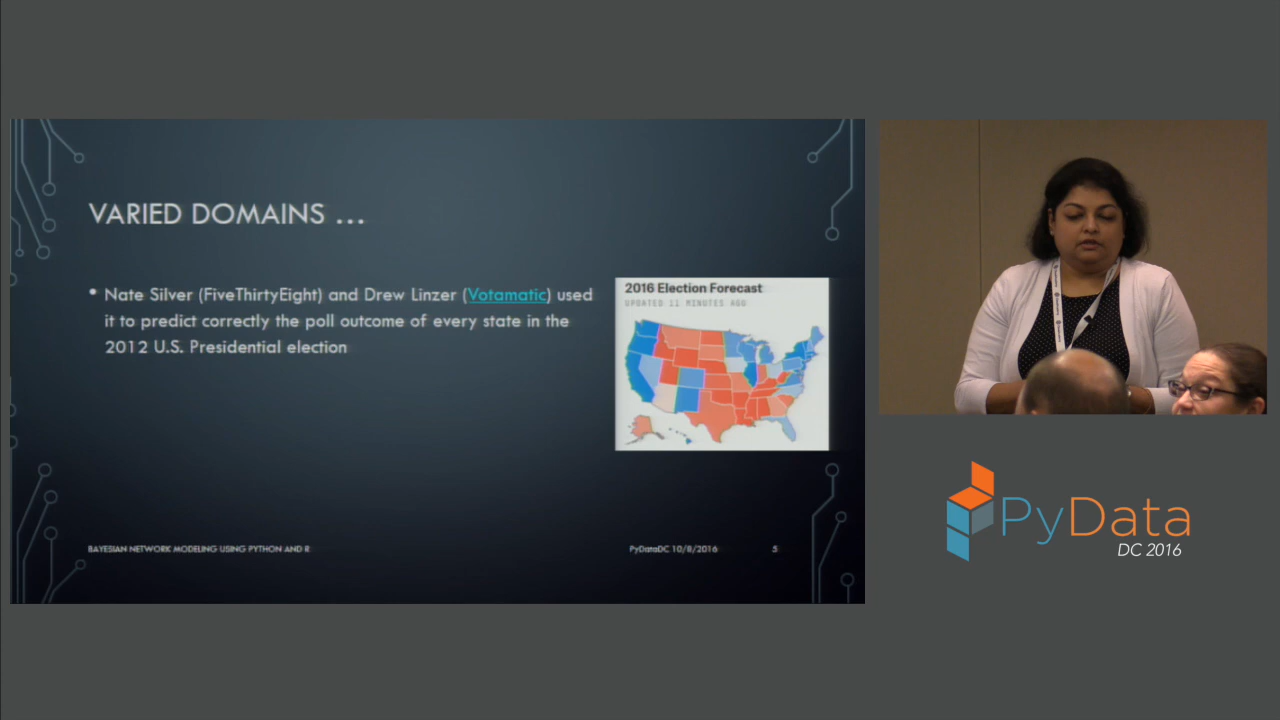 VARIED DOMAINS ...
• Nate Silver (FiveThirtyEight) and Drew Linzer (Votamatic) used
it to predict correctly the poll outcome of every state in the
2012 U.S. Presidential election
2016 Election Forecast
UPDATED 11 MINUTES AGO
BAYESIAN NETWORK MODELING USING PYTHON AND R
PyDataDC 10/8/2016
5
PyData
DC 2016